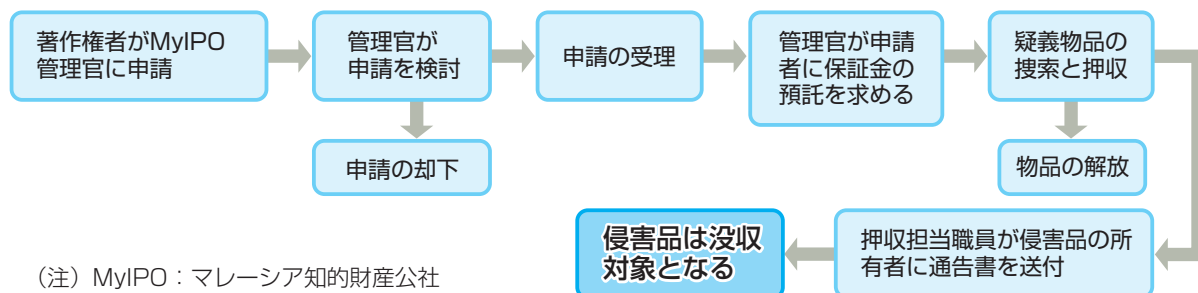 著作権者がMyIPO
管理官に申請
管理官が
申請を検討
申請の受理
管理官が申請
者に保証金の
預託を求める
疑義物品の
捜索と押収
申請の却下
物品の解放
押収担当職員が侵害品の所
有者に通告書を送付
侵害品は没収
対象となる
（注）MyIPO：マレーシア知的財産公社